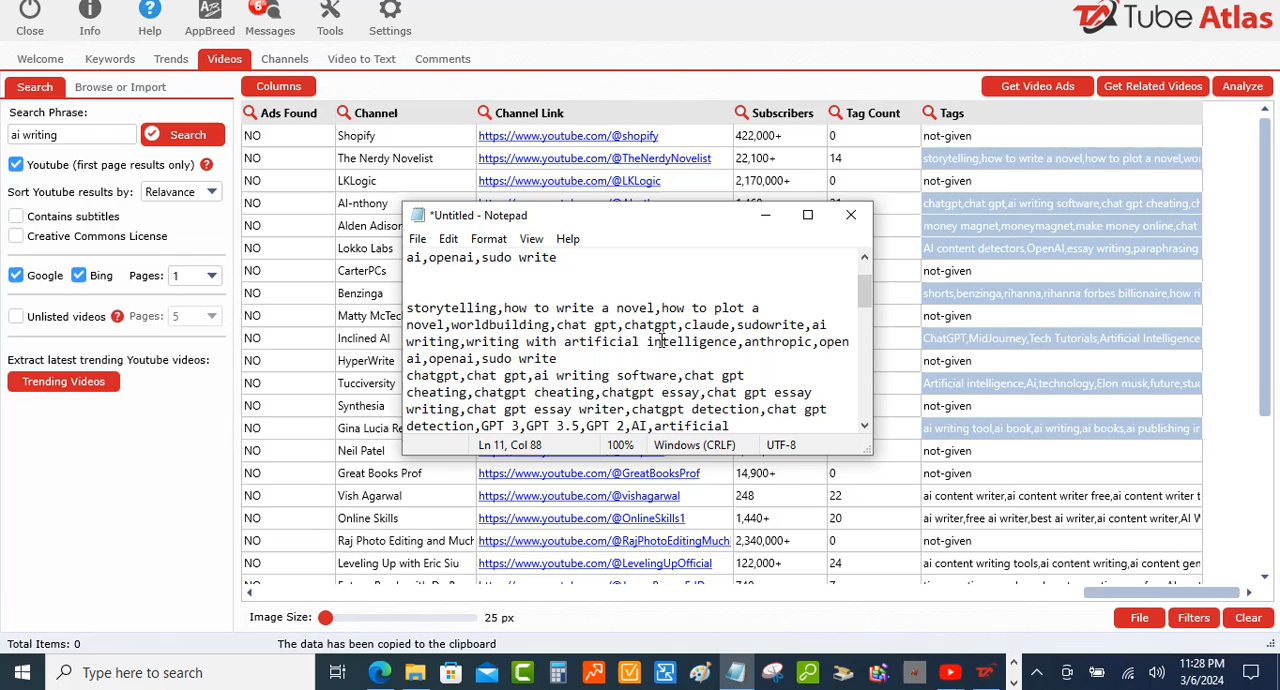 Close Info Help AppBreed 6 Messages Tools Settings
Tube Atlas
Welcome Keywords Trends Videos Channels Video to Text Comments
Search Browse or Import
Search Phrase:
ai writing Search
Youtube (first page results only) ?
Sort Youtube results by: Relevance
Contains subtitles
Creative Commons License
Google Bing Pages: 1
Unlisted videos ? Pages: 5
Extract latest trending Youtube videos:
Trending Videos
Columns Get Video Ads Get Related Videos Analyze
Ads Found Channel Channel Link Subscribers Tag Count Tags
NO Shopify https://www.youtube.com/@shopify 422,000+ 0 not-given
NO The Nerdy Novelist https://www.youtube.com/@TheNerdyNovelist 22,100+ 14 storytelling,how to write a novel,how to plot a novel
NO LKLogic https://www.youtube.com/@LKLogic 2,170,000+ 0 not-given
NO AI-nthony chatgpt,chat gpt,ai writing software,chat gpt cheating
NO Alden money magnet,moneymagnet,make money online
NO Lokko Labs AI content detectors,OpenAI,essay writing,paraphrasing
NO CarterPCs not-given
NO Benzinga shorts,benzinga,rihanna,rihanna forbes billionaire,how
NO Matty not-given
NO Inclined AI ChatGPT,MidJourney,Tech Tutorials,Artificial Intelligence
NO HyperWrite not-given
NO Tucciversity Artificial intelligence,Ai,technology,Elon musk,future
NO Synthesia not-given
NO Gina Lucia ai writing tool,ai book,ai writing,ai books,ai publishing
NO Neil Patel not-given
NO Great Books Prof https://www.youtube.com/@GreatBooksProf 14,900+ 0 not-given
NO Vish Agarwal https://www.youtube.com/@vishagarwal 248 22 ai content writer,ai content writer free,ai content writer
NO Online Skills https://www.youtube.com/@OnlineSkills1 1,440+ 20 ai writer,free ai writer,best ai writer,ai content writer,AI W
NO Raj Photo Editing and Much https://www.youtube.com/@RajPhotoEditingMuch 2,340,000+ 0 not-given
NO Leveling Up with Eric Siu https://www.youtube.com/@LevelingUpOfficial 122,000+ 24 ai content writing tools,ai content
*Untitled - Notepad
File Edit Format View Help
ai,openai,sudo write
storytelling,how to write a novel,how to plot a
novel,worldbuilding,chat gpt,chatgpt,claude,sudowrite,ai
writing,writing with artificial intelligence,anthropic,open
ai,openai,sudo write
chatgpt,chat gpt,ai writing software,chat gpt
cheating,chatgpt cheating,chatgpt essay,chat gpt essay
writing,chat gpt essay writer,chatgpt detection,chat gpt
detection,GPT 3,GPT 3.5,GPT 2,AI,artificial
Ln 11, Col 88 100% Windows (CRLF) UTF-8
Image Size: 25 px File Filters Clear
Total Items: 0 The data has been copied to the clipboard
Type here to search
11:28 PM
3/6/2024